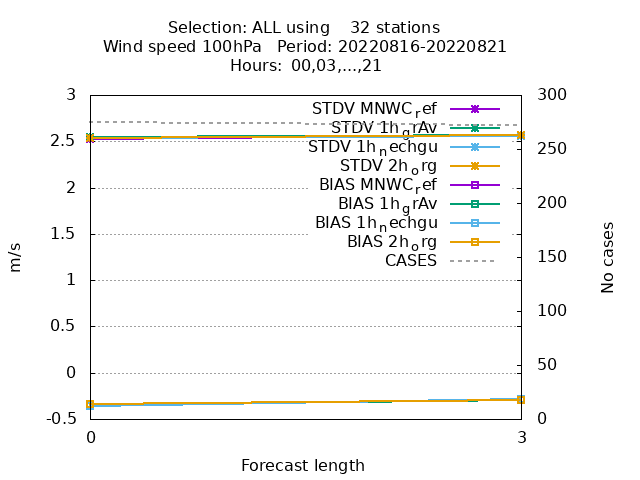 Selection: ALL using    32 stations
Wind speed 100hPa   Period: 20220816-20220821
Hours:  00,03,...,21
STDV MNWC_ref
STDV 1h_grAv
STDV 1h_nechgu
STDV 2h_org
BIAS MNWC_ref
BIAS 1h_grAv
BIAS 1h_nechgu
BIAS 2h_org
CASES
3
2.5
2
1.5
1
0.5
0
-0.5
m/s
300
250
200
150
100
50
0
No cases
0
3
Forecast length